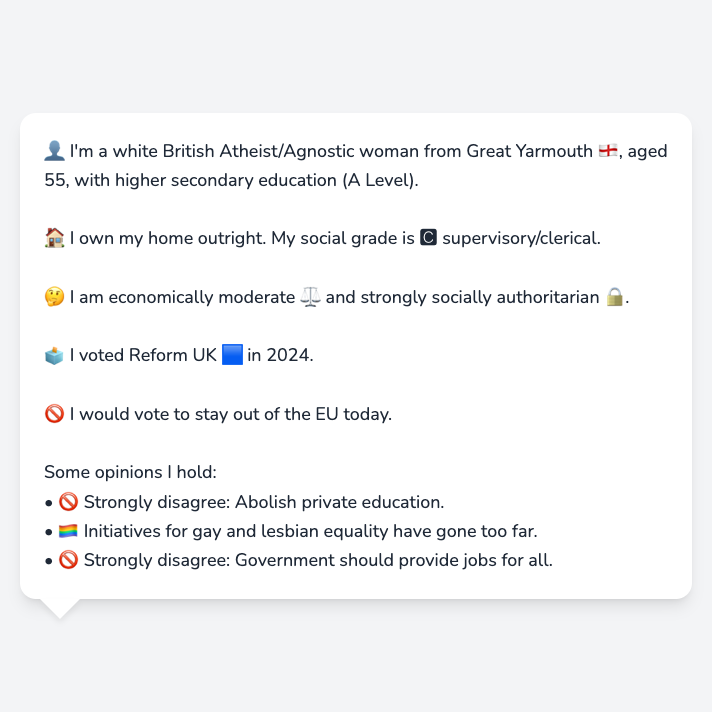 👤 I'm a white British Atheist/Agnostic woman from Great Yarmouth 🏴󠁧󠁢󠁥󠁮󠁧󠁿, aged
55, with higher secondary education (A Level).
🏠 I own my home outright. My social grade is 🅲 supervisory/clerical.
🤔 I am economically moderate ⚖️ and strongly socially authoritarian 🔒.
🗳️ I voted Reform UK 🟦 in 2024.
🚫 I would vote to stay out of the EU today.
Some opinions I hold:
• 🚫 Strongly disagree: Abolish private education.
• 🏳️‍🌈 Initiatives for gay and lesbian equality have gone too far.
• 🚫 Strongly disagree: Government should provide jobs for all.